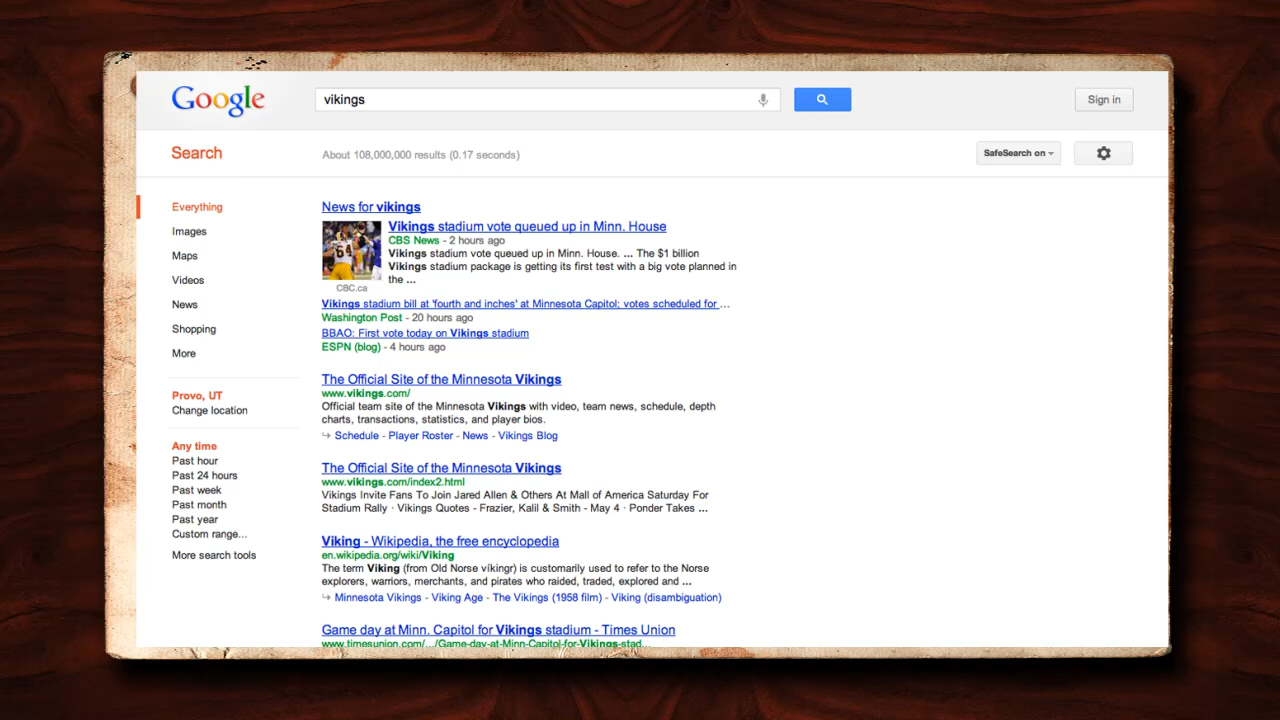 Google
vikings
Sign in
Search
About 108,000,000 results (0.17 seconds)
SafeSearch on
Everything
Images
Maps
Videos
News
Shopping
More
Provo, UT
Change location
Any time
Past hour
Past 24 hours
Past week
Past month
Past year
Custom range...
More search tools
News for vikings
Vikings stadium vote queued up in Minn. House
CBS News - 2 hours ago
Vikings stadium vote queued up in Minn. House. ... The $1 billion
Vikings stadium package is getting its first test with a big vote planned in
the ...
64
CBC.ca
Vikings stadium bill at 'fourth and inches' at Minnesota Capitol; votes scheduled for ...
Washington Post - 20 hours ago
BBAO: First vote today on Vikings stadium
ESPN (blog) - 4 hours ago
The Official Site of the Minnesota Vikings
www.vikings.com/
Official team site of the Minnesota Vikings with video, team news, schedule, depth
charts, transactions, statistics, and player bios.
Schedule - Player Roster - News - Vikings Blog
The Official Site of the Minnesota Vikings
www.vikings.com/index2.html
Vikings Invite Fans To Join Jared Allen & Others At Mall of America Saturday For
Stadium Rally · Vikings Quotes - Frazier, Kalil & Smith - May 4 · Ponder Takes ...
Viking - Wikipedia, the free encyclopedia
en.wikipedia.org/wiki/Viking
The term Viking (from Old Norse víkingr) is customarily used to refer to the Norse
explorers, warriors, merchants, and pirates who raided, traded, explored and ...
Minnesota Vikings - Viking Age - The Vikings (1958 film) - Viking (disambiguation)
Game day at Minn. Capitol for Vikings stadium - Times Union
www.timesunion.com/.../Game-day-at-Minn-Capitol-for-Vikings-stad...